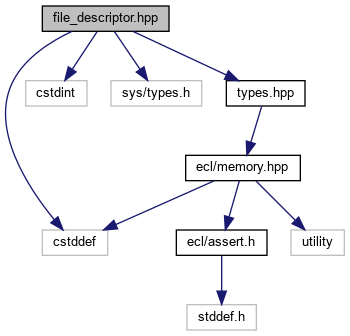 file_descriptor.hpp
cstdint
sys/types.h
types.hpp
ecl/memory.hpp
cstddef
ecl/assert.h
utility
stddef.h